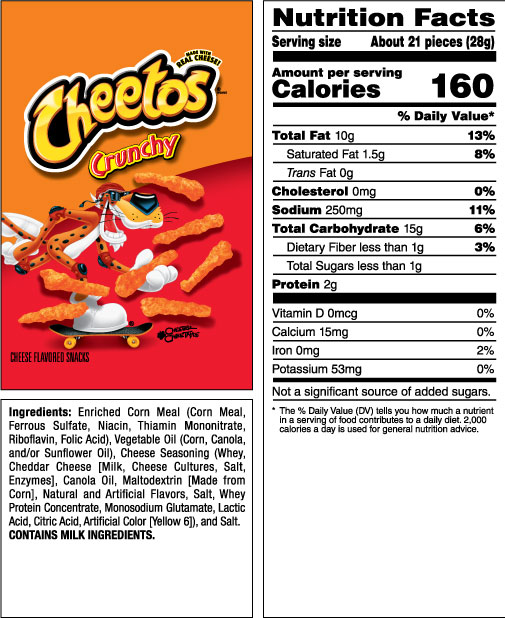 MADE WITH
REAL CHEESE!
Cheetos
Crunchy
CHESTER
CHEETAH
CHEESE FLAVORED SNACKS
Ingredients: Enriched Corn Meal (Corn Meal,
Ferrous Sulfate, Niacin, Thiamin Mononitrate,
Riboflavin, Folic Acid), Vegetable Oil (Corn, Canola,
and/or Sunflower Oil), Cheese Seasoning (Whey,
Cheddar Cheese [Milk, Cheese Cultures, Salt,
Enzymes], Canola Oil, Maltodextrin [Made from
Corn], Natural and Artificial Flavors, Salt, Whey
Protein Concentrate, Monosodium Glutamate, Lactic
Acid, Citric Acid, Artificial Color [Yellow 6]), and Salt.
CONTAINS MILK INGREDIENTS.
Nutrition Facts
Serving size About 21 pieces (28g)
Amount per serving
Calories 160
% Daily Value*
Total Fat 10g 13%
Saturated Fat 1.5g 8%
Trans Fat 0g
Cholesterol 0mg 0%
Sodium 250mg 11%
Total Carbohydrate 15g 6%
Dietary Fiber less than 1g 3%
Total Sugars less than 1g
Protein 2g
Vitamin D 0mcg 0%
Calcium 15mg 0%
Iron 0mg 2%
Potassium 53mg 0%
Not a significant source of added sugars.
* The % Daily Value (DV) tells you how much a nutrient
in a serving of food contributes to a daily diet. 2,000
calories a day is used for general nutrition advice.